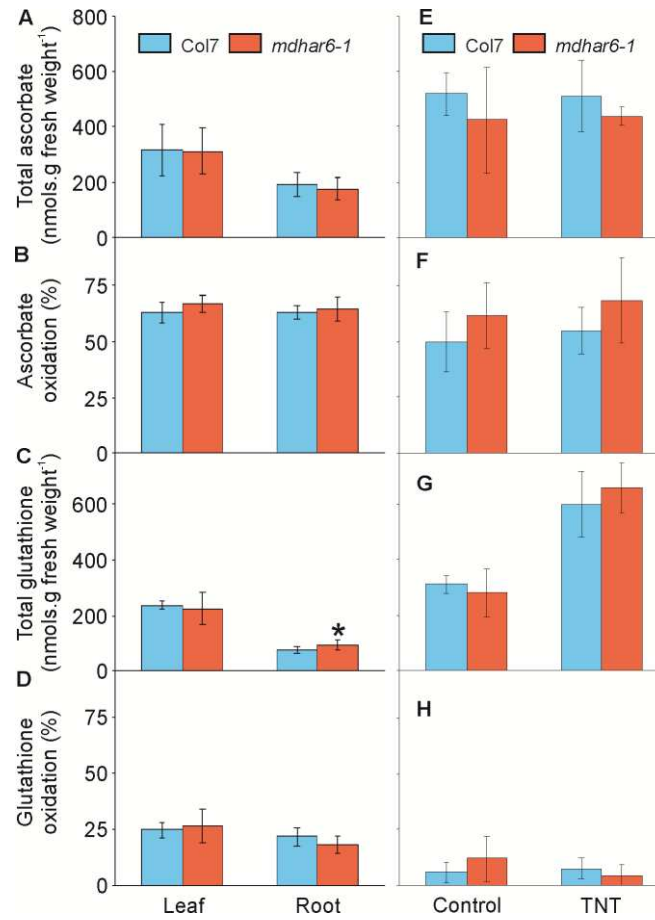 A
E
Col7 mdhar6-1
Col7 mdhar6-1
Total ascorbate
(nmols.g fresh weight⁻¹)
800
600
400
200
0
B
F
Ascorbate
oxidation (%)
75
50
25
0
C
G
Total glutathione
(nmols.g fresh weight⁻¹)
600
400
200
0
*
D
H
Glutathione
oxidation (%)
75
50
25
0
Leaf Root Control TNT